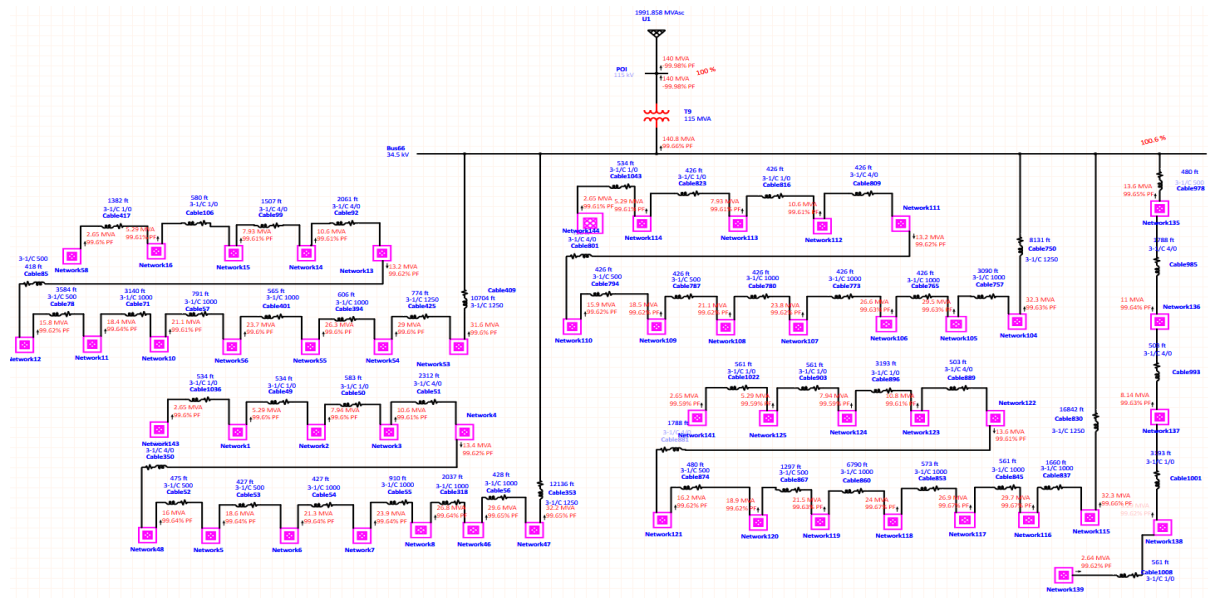 1991.858 MVAsc
U1
140 MVA
-99.98% PF
100 %
POI
115 kV
140 MVA
-99.98% PF
T9
115 MVA
140.8 MVA
99.66% PF
Bus66
34.5 kV
100.6 %
1382 ft
3-1/C 1/0
Cable417
580 ft
3-1/C 1/0
Cable106
1507 ft
3-1/C 4/0
Cable99
2061 ft
3-1/C 4/0
Cable92
2.65 MVA
99.6% PF
5.29 MVA
99.61% PF
7.93 MVA
99.61% PF
10.6 MVA
99.61% PF
13.2 MVA
99.62% PF
Network58
Network16
Network15
Network14
Network13
3-1/C 500
418 ft
Cable85
3584 ft
3-1/C 500
Cable78
3140 ft
3-1/C 1000
Cable71
791 ft
3-1/C 1000
Cable57
565 ft
3-1/C 1000
Cable401
606 ft
3-1/C 1000
Cable394
774 ft
3-1/C 1250
Cable425
Cable409
10704 ft
3-1/C 1250
15.8 MVA
99.62% PF
18.4 MVA
99.64% PF
21.1 MVA
99.61% PF
23.7 MVA
99.6% PF
26.3 MVA
99.6% PF
29 MVA
99.6% PF
31.6 MVA
99.6% PF
Network12
Network11
Network10
Network56
Network55
Network54
Network53
534 ft
3-1/C 1/0
Cable1036
534 ft
3-1/C 1/0
Cable49
583 ft
3-1/C 1/0
Cable50
2312 ft
3-1/C 4/0
Cable51
2.65 MVA
99.6% PF
5.29 MVA
99.6% PF
7.94 MVA
99.6% PF
10.6 MVA
99.61% PF
13.4 MVA
99.62% PF
Network143
Network1
Network2
Network3
Network4
3-1/C 4/0
Cable350
475 ft
3-1/C 500
Cable52
427 ft
3-1/C 500
Cable53
427 ft
3-1/C 1000
Cable54
910 ft
3-1/C 1000
Cable55
2037 ft
3-1/C 1000
Cable318
428 ft
3-1/C 1000
Cable56
12136 ft
Cable353
3-1/C 1250
16 MVA
99.64% PF
18.6 MVA
99.64% PF
21.3 MVA
99.64% PF
23.9 MVA
99.64% PF
26.8 MVA
99.64% PF
29.6 MVA
99.65% PF
32.2 MVA
99.65% PF
Network48
Network5
Network6
Network7
Network8
Network46
Network47
534 ft
3-1/C 1/0
Cable1043
426 ft
3-1/C 1/0
Cable823
426 ft
3-1/C 1/0
Cable816
426 ft
3-1/C 4/0
Cable809
2.65 MVA
99.61% PF
5.29 MVA
99.61% PF
7.93 MVA
99.61% PF
10.6 MVA
99.61% PF
13.2 MVA
99.62% PF
Network144
Network114
Network113
Network112
Network111
3-1/C 4/0
Cable801
426 ft
3-1/C 500
Cable794
426 ft
3-1/C 500
Cable787
426 ft
3-1/C 1000
Cable780
426 ft
3-1/C 1000
Cable773
426 ft
3-1/C 1000
Cable765
3090 ft
3-1/C 1000
Cable757
8131 ft
Cable750
3-1/C 1250
15.9 MVA
99.62% PF
18.5 MVA
99.62% PF
21.1 MVA
99.62% PF
23.8 MVA
99.62% PF
26.6 MVA
99.63% PF
29.5 MVA
99.63% PF
32.3 MVA
99.63% PF
Network110
Network109
Network108
Network107
Network106
Network105
Network104
561 ft
3-1/C 1/0
Cable1022
561 ft
3-1/C 1/0
Cable903
3193 ft
3-1/C 4/0
Cable896
503 ft
3-1/C 4/0
Cable889
2.65 MVA
99.59% PF
5.29 MVA
99.59% PF
7.94 MVA
99.59% PF
10.8 MVA
99.61% PF
13.6 MVA
99.61% PF
Network141
Network125
Network124
Network123
Network122
1788 ft
480 ft
3-1/C 500
Cable874
1297 ft
3-1/C 500
Cable867
6790 ft
3-1/C 1000
Cable860
573 ft
3-1/C 1000
Cable853
561 ft
3-1/C 1000
Cable845
1660 ft
3-1/C 1000
Cable837
16842 ft
Cable830
3-1/C 1250
16.2 MVA
99.62% PF
18.9 MVA
99.62% PF
21.5 MVA
99.63% PF
24 MVA
99.67% PF
26.9 MVA
99.67% PF
29.7 MVA
99.67% PF
32.3 MVA
99.66% PF
Network121
Network120
Network119
Network118
Network117
Network116
Network115
480 ft
3-1/C 500
Cable978
13.6 MVA
99.65% PF
Network135
1788 ft
3-1/C 4/0
Cable985
11 MVA
99.64% PF
Network136
503 ft
3-1/C 4/0
Cable993
8.14 MVA
99.63% PF
Network137
3193 ft
3-1/C 1/0
Cable1001
Network138
561 ft
Cable1008
3-1/C 1/0
2.64 MVA
99.62% PF
Network139